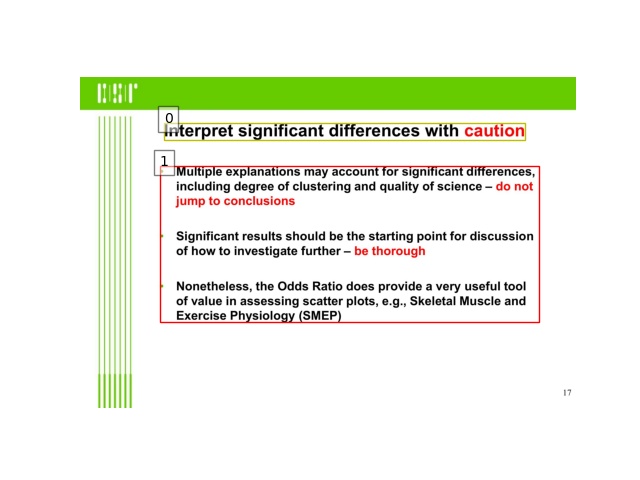 0
Interpret significant differences with caution
1
Multiple explanations may account for significant differences,
including degree of clustering and quality of science – do not
jump to conclusions
Significant results should be the starting point for discussion
of how to investigate further – be thorough
Nonetheless, the Odds Ratio does provide a very useful tool
of value in assessing scatter plots, e.g., Skeletal Muscle and
Exercise Physiology (SMEP)
17